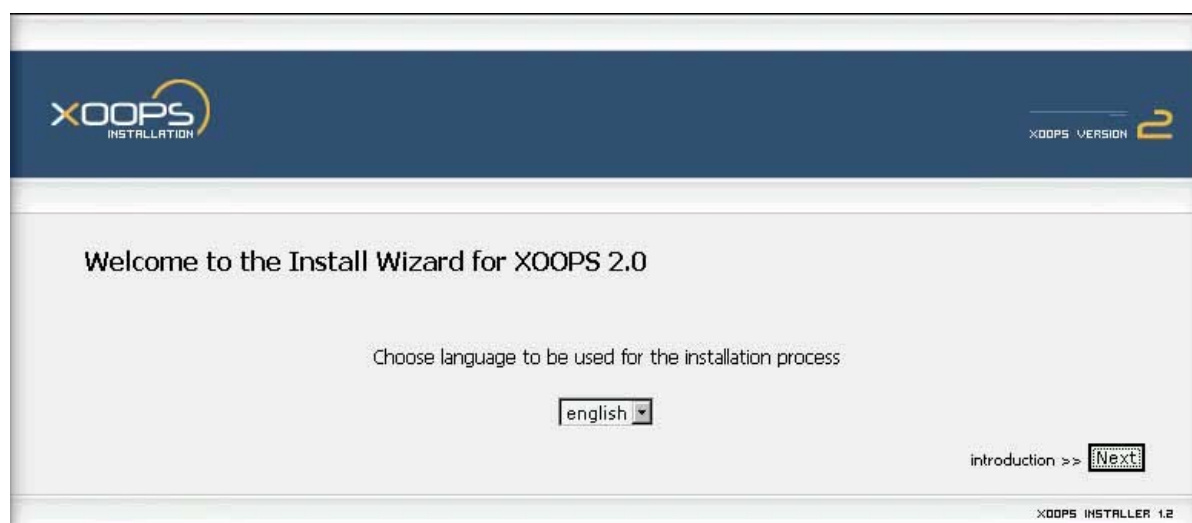 XOOPS
INSTALLATION
XOOPS VERSION 2
Welcome to the Install Wizard for XOOPS 2.0
Choose language to be used for the installation process
english
introduction >> Next
XOOPS INSTALLER 1.2